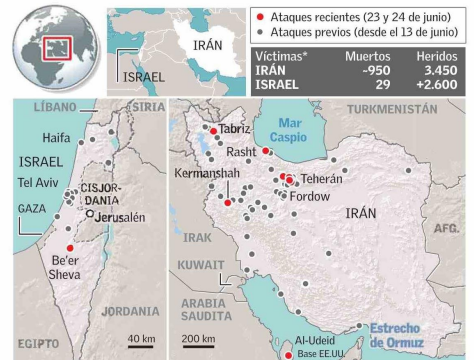 IRÁN
ISRAEL
Ataques recientes (23 y 24 de junio)
Ataques previos (desde el 13 de junio)
Víctimas* Muertos Heridos
IRÁN ~950 3.450
ISRAEL 29 +2.600
LÍBANO
SIRIA
Haifa
ISRAEL
Tel Aviv
CISJOR-
DANIA
GAZA
Jerusalén
Be'er
Sheva
JORDANIA
EGIPTO
40 km
TURKMENISTÁN
Mar
Caspio
Tabriz
Rasht
Kermanshah
Teherán
Fordow
IRÁN
IRAK
AFG.
KUWAIT
ARABIA
SAUDITA
200 km
Al-Udeid
Base EE.UU.
Estrecho
de Ormuz